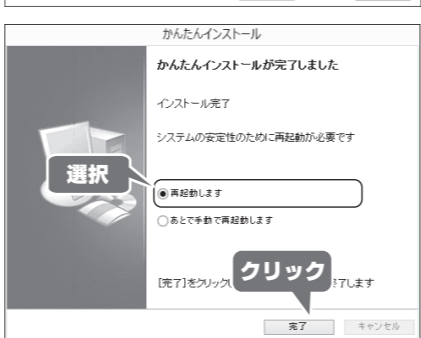 かんたんインストール
かんたんインストールが完了しました
インストール完了
システムの安定性のために再起動が必要です
選択
再起動します
あとで手動で再起動します
クリック
[完了]をクリック 了します
完了
キャンセル